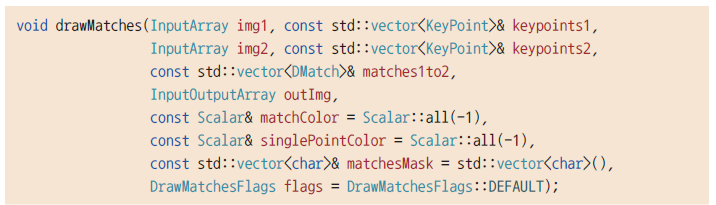 void drawMatches(InputArray img1, const std::vector<KeyPoint>& keypoints1,
InputArray img2, const std::vector<KeyPoint>& keypoints2,
const std::vector<DMatch>& matches1to2,
InputOutputArray outImg,
const Scalar& matchColor = Scalar::all(-1),
const Scalar& singlePointColor = Scalar::all(-1),
const std::vector<char>& matchesMask = std::vector<char>(),
DrawMatchesFlags flags = DrawMatchesFlags::DEFAULT);